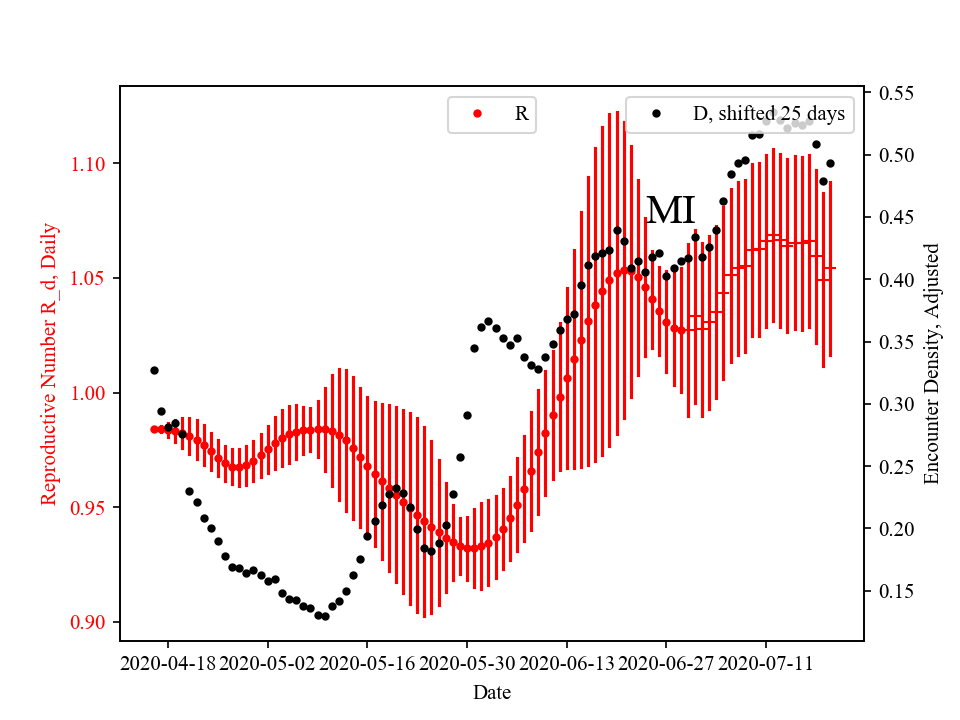 R
D, shifted 25 days
MI
Reproductive Number R_d, Daily
1.10
1.05
1.00
0.95
0.90
0.55
0.50
0.45
0.40
0.35
0.30
0.25
0.20
0.15
Encounter Density, Adjusted
2020-04-18 2020-05-02 2020-05-16 2020-05-30 2020-06-13 2020-06-27 2020-07-11
Date